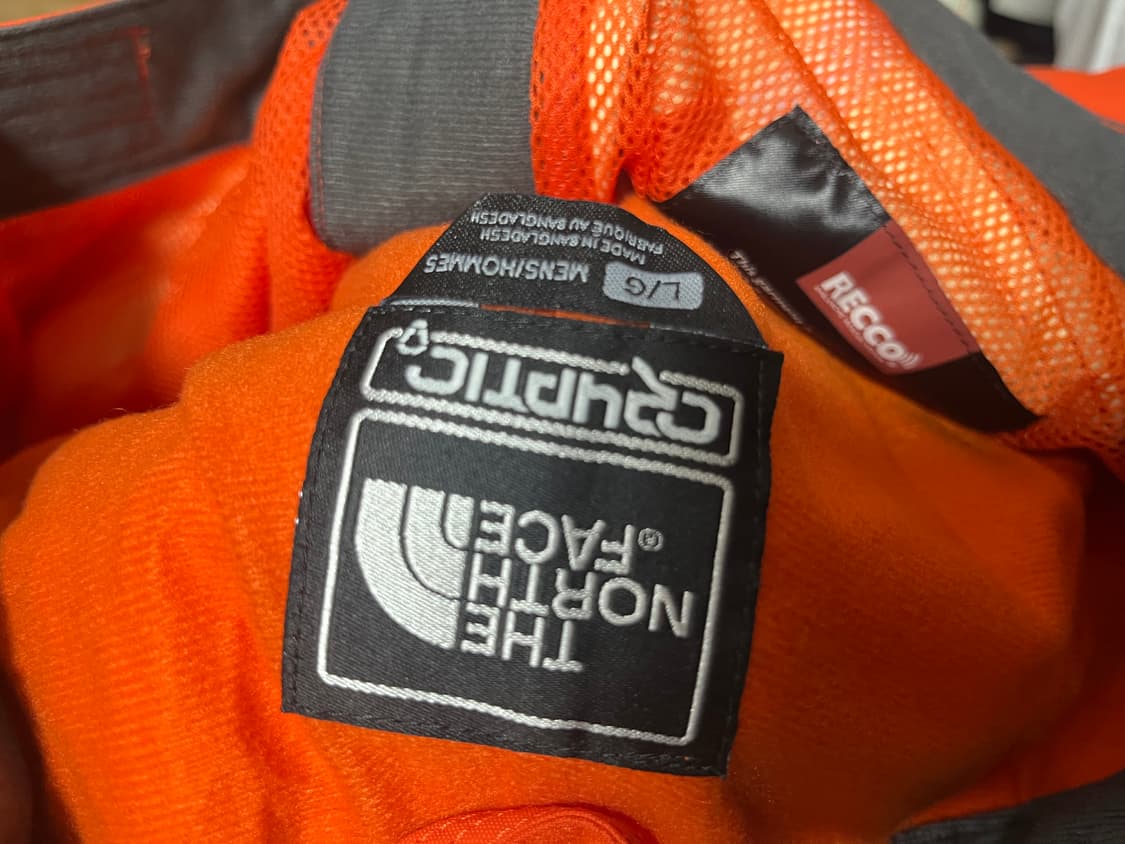 THE
NORTH
FACE®
CRYPTIC
L/G
MENS/HOMMES
MADE IN BANGLADESH
FABRIQUE AU BANGLADESH
RECCO